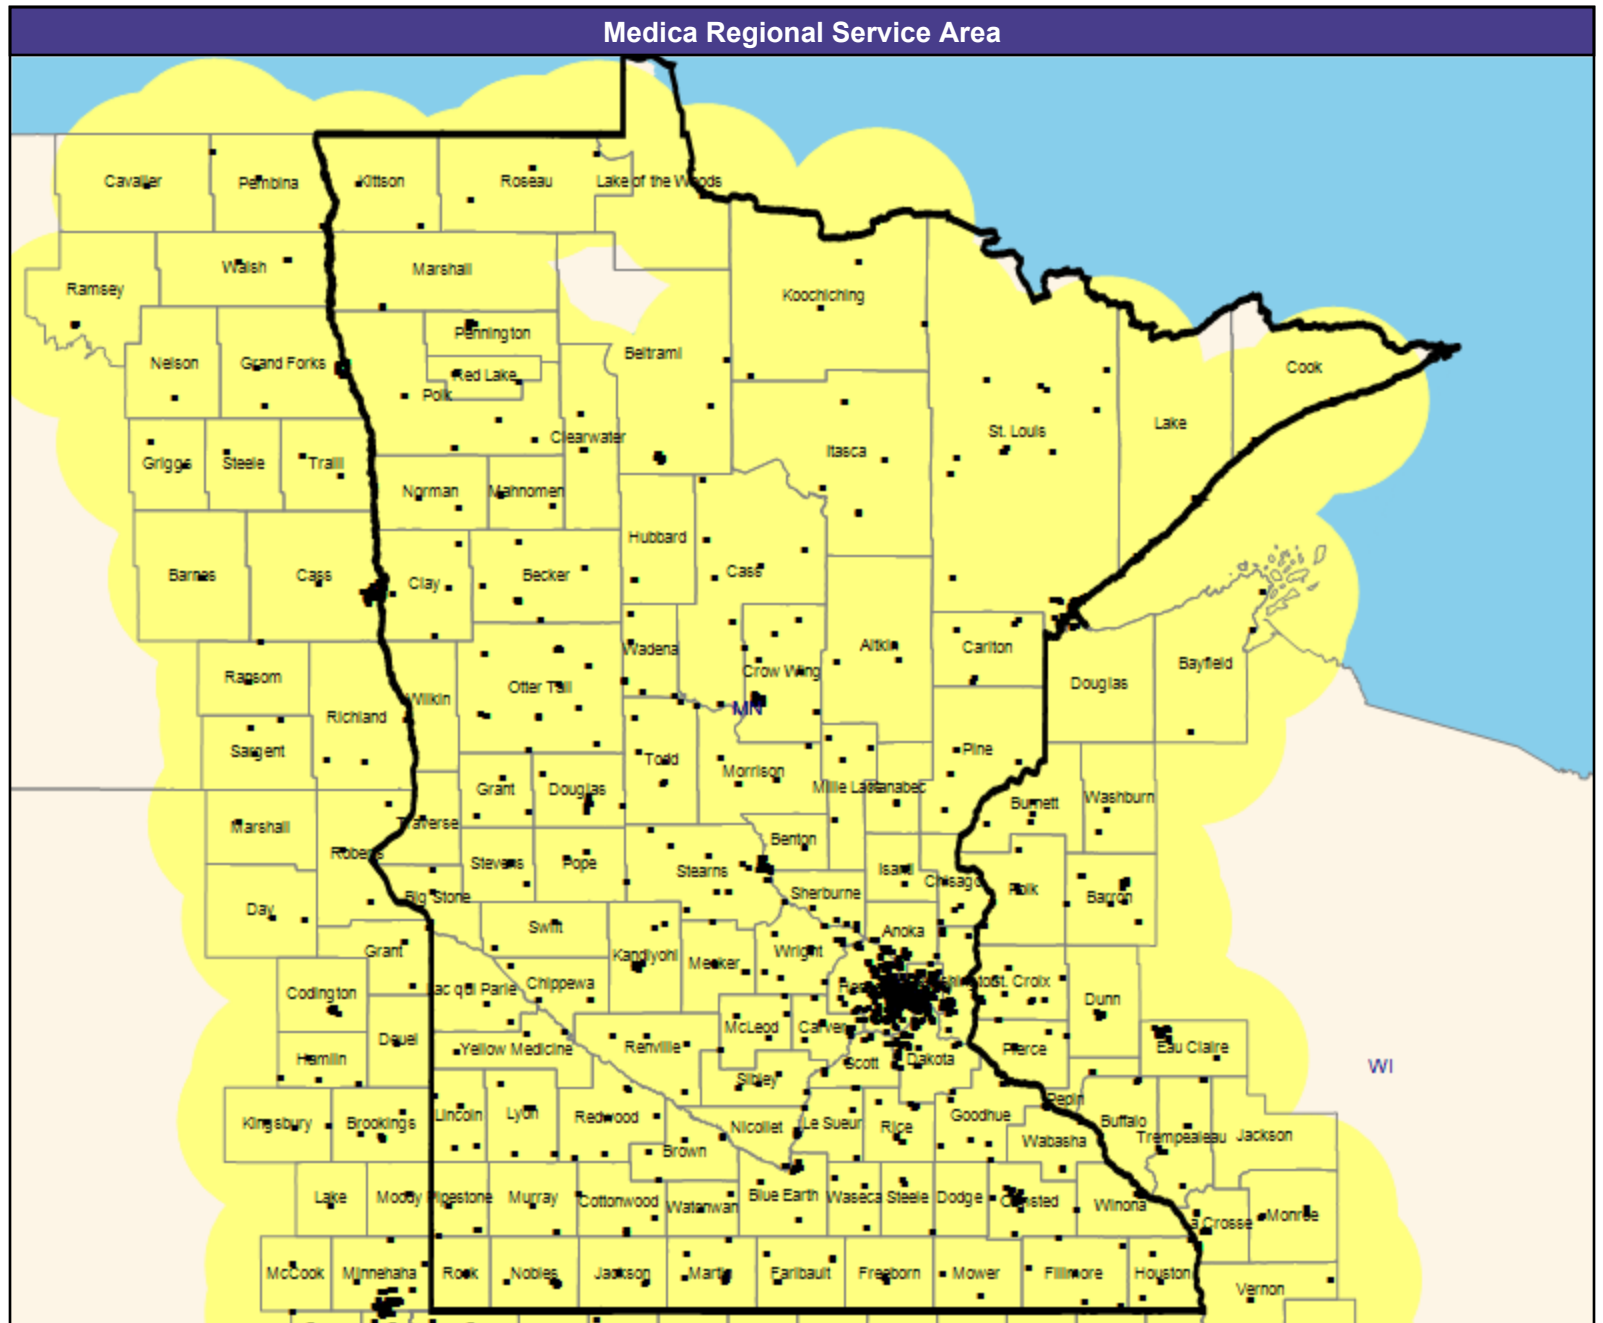 Medica Regional Service Area
Cavalier
Pembina
Kittson
Roseau
Lake of the Woods
Ramsey
Walsh
Marshall
Koochiching
Nelson
Grand Forks
Pennington
Red Lake
Polk
Beltrami
Cook
Griggs
Steele
Traill
Clearwater
Itasca
St. Louis
Lake
Norman
Mahnomen
Hubbard
Barnes
Cass
Clay
Becker
Cass
Ransom
Richland
Wilkin
Otter Tail
Wadena
Crow Wing
Aitkin
Carlton
Douglas
Bayfield
MN
Sargent
Todd
Morrison
Pine
Grant
Douglas
Mille Lacs
Kanabec
Burnett
Washburn
Marshall
Roberts
Traverse
Stevens
Pope
Stearns
Benton
Isanti
Chisago
Polk
Barron
Day
Big Stone
Sherburne
Grant
Swift
Kandiyohi
Meeker
Wright
Anoka
Codington
Lac qui Parle
Chippewa
St. Croix
Dunn
Deuel
McLeod
Carver
Hamlin
Yellow Medicine
Renville
Scott
Dakota
Pierce
Eau Claire
WI
Sibley
Kingsbury
Brookings
Lincoln
Lyon
Redwood
Nicollet
Le Sueur
Rice
Goodhue
Pepin
Buffalo
Trempealeau
Jackson
Brown
Wabasha
Lake
Moody
Pipestone
Murray
Cottonwood
Watonwan
Blue Earth
Waseca
Steele
Dodge
Olmsted
Winona
La Crosse
Monroe
McCook
Minnehaha
Rock
Nobles
Jackson
Martin
Faribault
Freeborn
Mower
Fillmore
Houston
Vernon